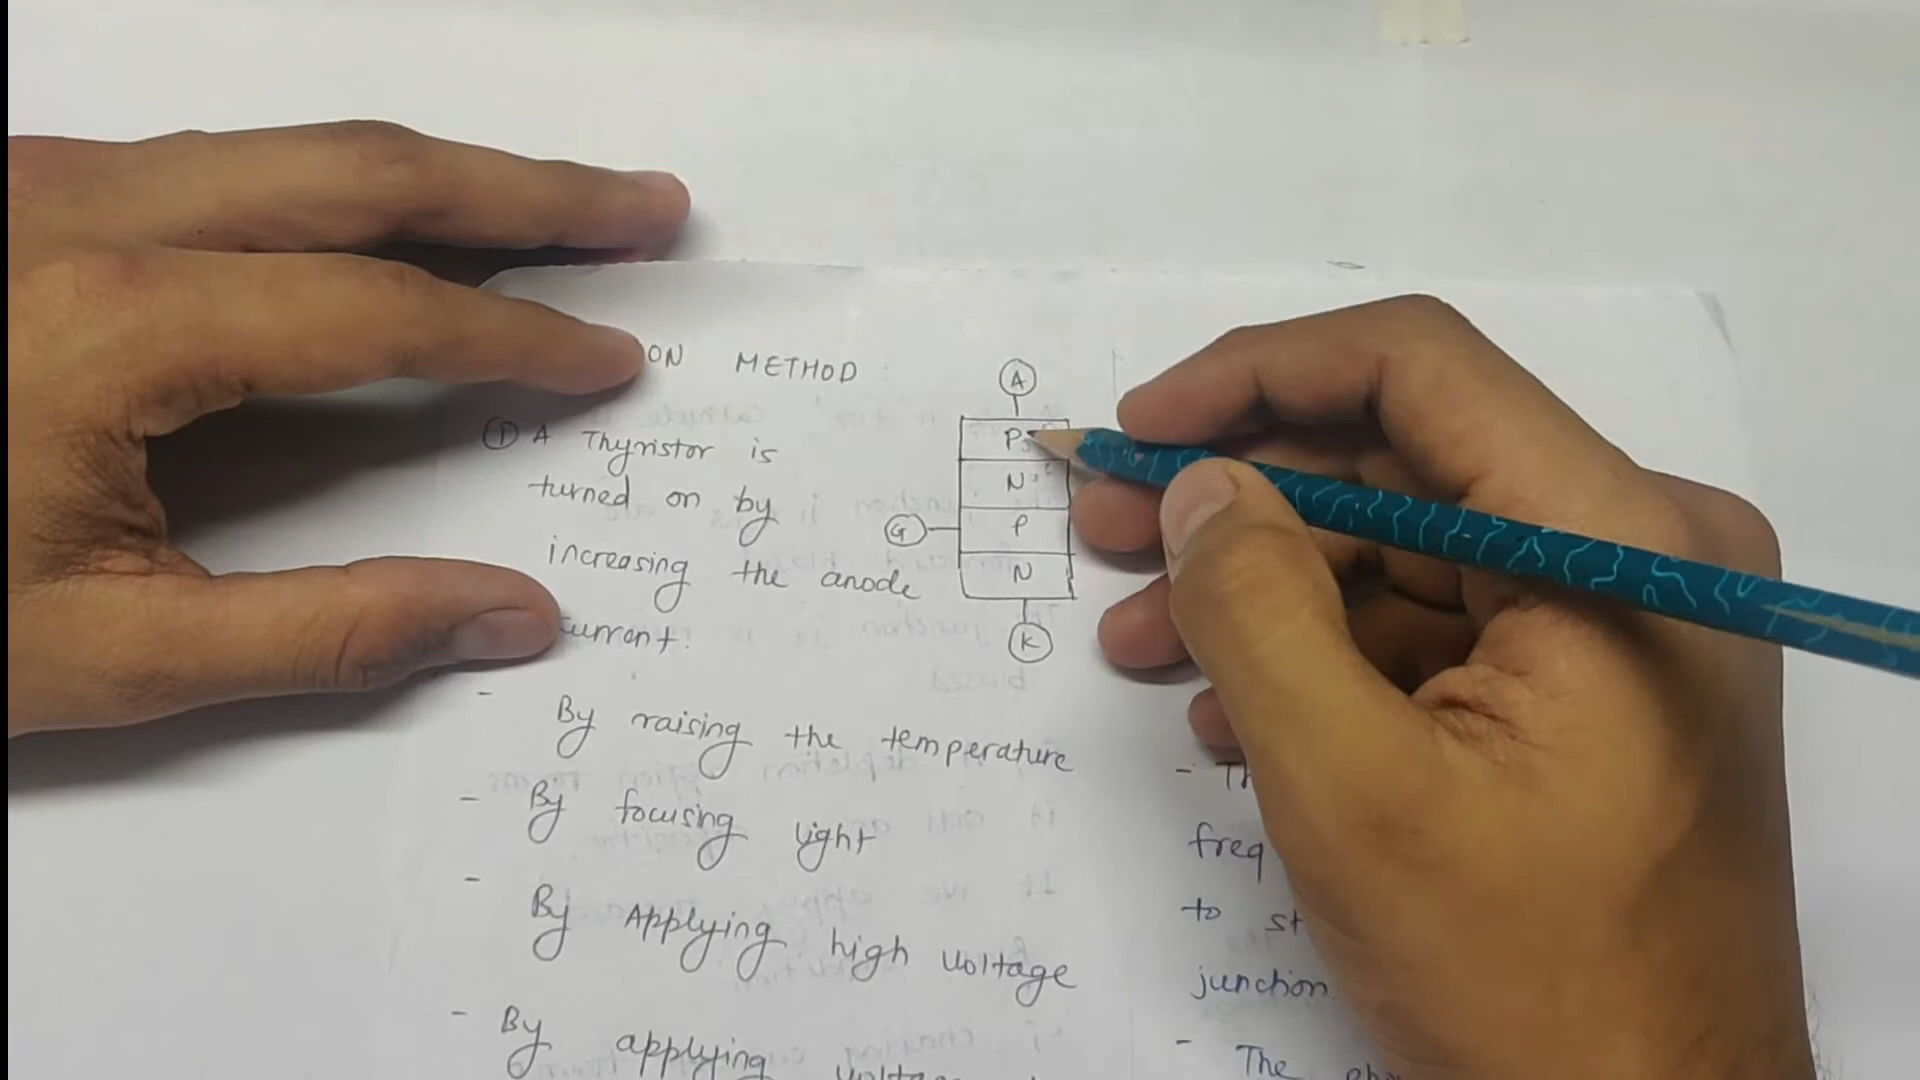 ON METHOD
① A Thyristor is
turned on by
increasing the anode
current.
- By raising the temperature
- By focusing light
- By Applying high voltage
- By applying
A
P
N
G
P
N
K
-
freq
to st
junction.
- The